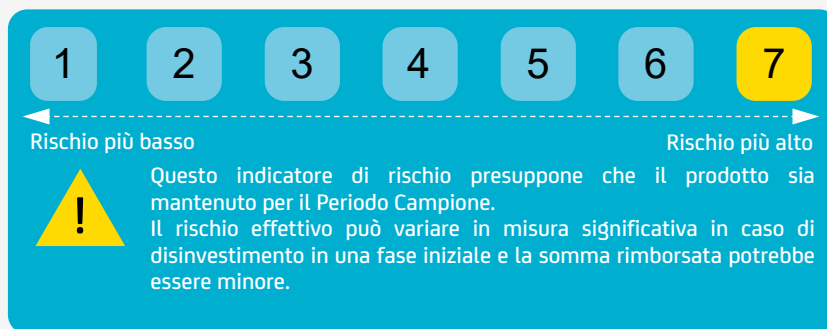 1 2 3 4 5 6 7
Rischio più basso Rischio più alto
!
Questo indicatore di rischio presuppone che il prodotto sia
mantenuto per il Periodo Campione.
Il rischio effettivo può variare in misura significativa in caso di
disinvestimento in una fase iniziale e la somma rimborsata potrebbe
essere minore.